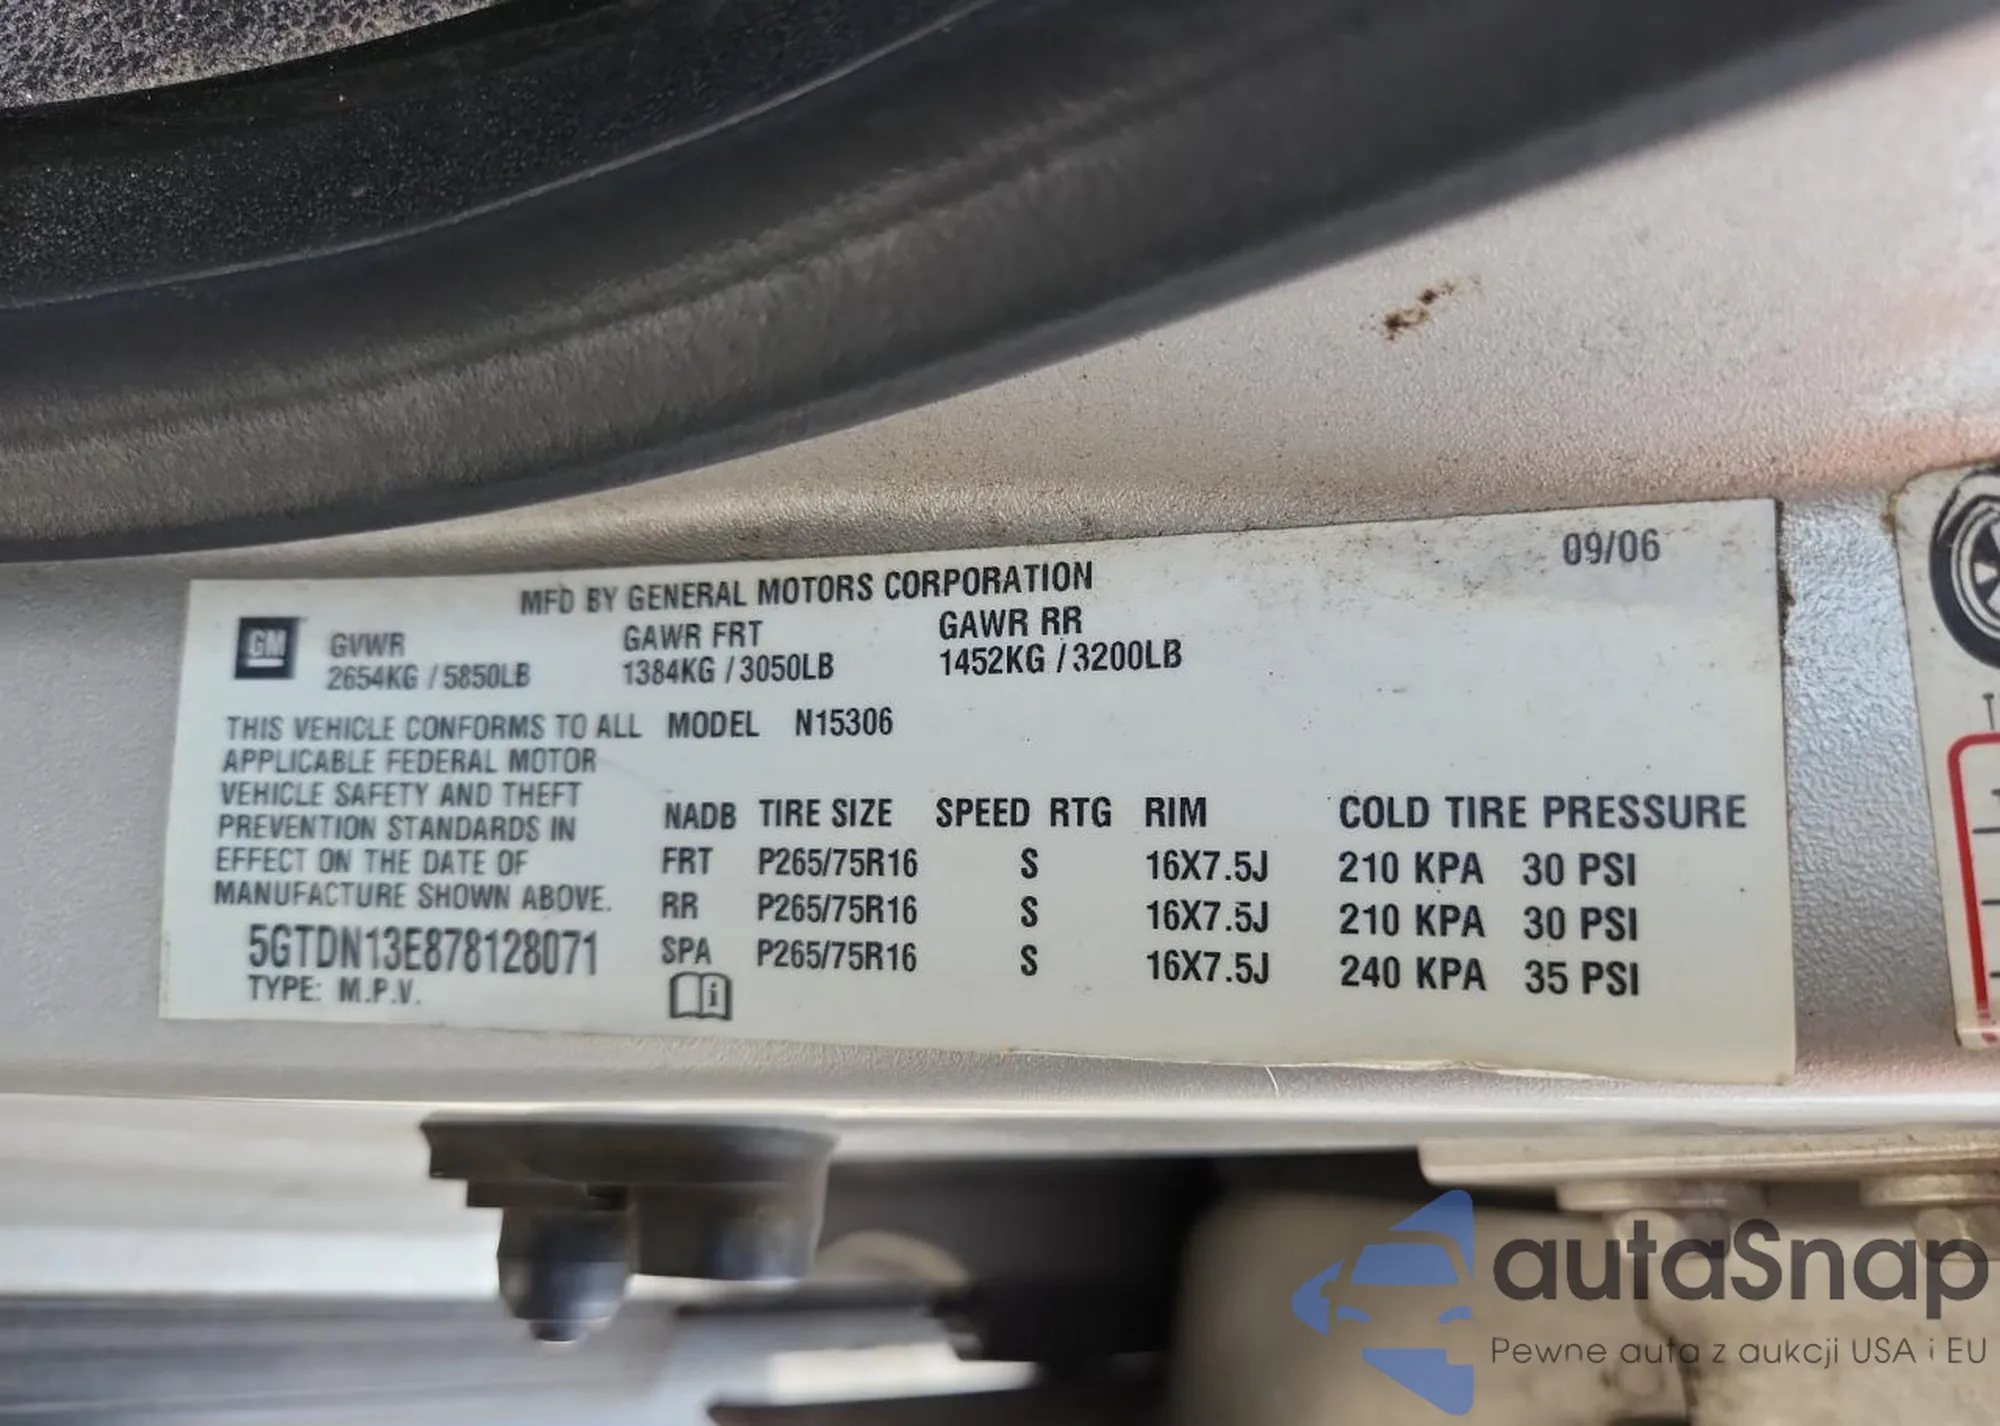 09/06
MFD BY GENERAL MOTORS CORPORATION
GM
GVWR GAWR FRT GAWR RR
2654KG / 5850LB 1384KG / 3050LB 1452KG / 3200LB
THIS VEHICLE CONFORMS TO ALL MODEL N15306
APPLICABLE FEDERAL MOTOR
VEHICLE SAFETY AND THEFT
PREVENTION STANDARDS IN
EFFECT ON THE DATE OF
MANUFACTURE SHOWN ABOVE.
5GTDN13E878128071
TYPE: M.P.V.
NADB TIRE SIZE SPEED RTG RIM COLD TIRE PRESSURE
FRT P265/75R16 S 16X7.5J 210 KPA 30 PSI
RR P265/75R16 S 16X7.5J 210 KPA 30 PSI
SPA P265/75R16 S 16X7.5J 240 KPA 35 PSI
i
autaSnap
Pewne auta z aukcji USA i EU